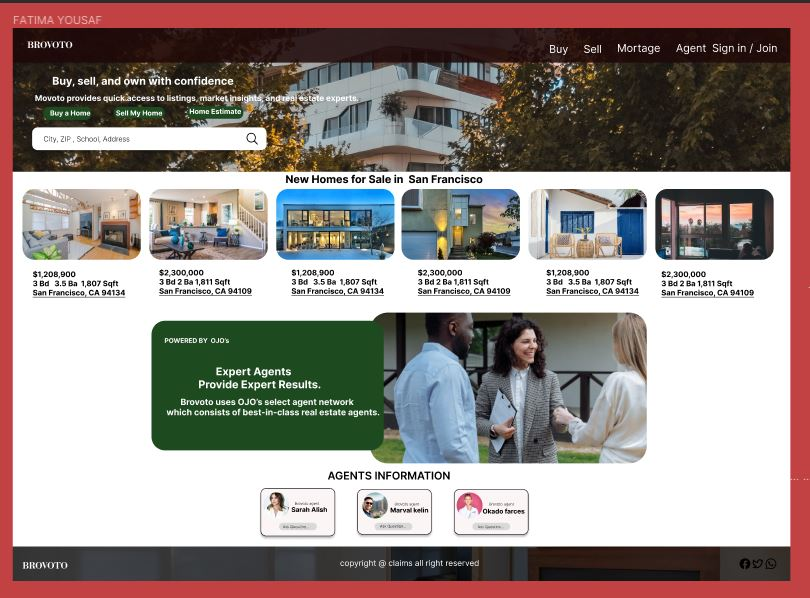 FATIMA YOUSAF
BROVOTO
Buy Sell Mortage Agent Sign in / Join
Buy, sell, and own with confidence
Movoto provides quick access to listings, market insights, and real estate experts.
Buy a Home Sell My Home Home Estimate
City, ZIP , School, Address
New Homes for Sale in San Francisco
$1,208,900
3 Bd 3.5 Ba 1,807 Sqft
San Francisco, CA 94134
$2,300,000
3 Bd 2 Ba 1,811 Sqft
San Francisco, CA 94109
$1,208,900
3 Bd 3.5 Ba 1,807 Sqft
San Francisco, CA 94134
$2,300,000
3 Bd 2 Ba 1,811 Sqft
San Francisco, CA 94109
$1,208,900
3 Bd 3.5 Ba 1,807 Sqft
San Francisco, CA 94134
$2,300,000
3 Bd 2 Ba 1,811 Sqft
San Francisco, CA 94109
POWERED BY OJO's
Expert Agents
Provide Expert Results.
Brovoto uses OJO's select agent network
which consists of best-in-class real estate agents.
AGENTS INFORMATION
Brovoto agent
Sarah Alish
Ask Question...
Brovoto agent
Marval kelin
Ask Question...
Brovoto agent
Okado farces
Ask Question...
BROVOTO
copyright @ claims all right reserved